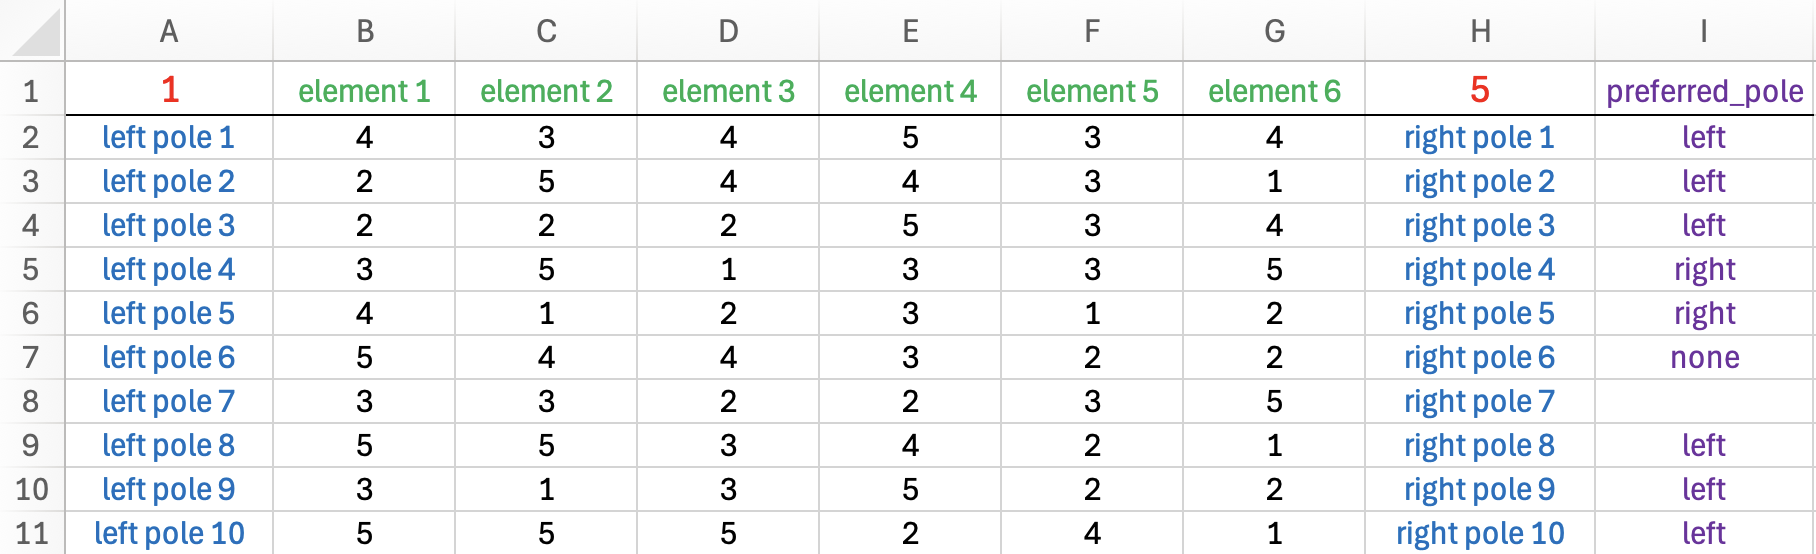 A B C D E F G H I
1 1 element 1 element 2 element 3 element 4 element 5 element 6 5 preferred_pole
2 left pole 1 4 3 4 5 3 4 right pole 1 left
3 left pole 2 2 5 4 4 3 1 right pole 2 left
4 left pole 3 2 2 2 5 3 4 right pole 3 left
5 left pole 4 3 5 1 3 3 5 right pole 4 right
6 left pole 5 4 1 2 3 1 2 right pole 5 right
7 left pole 6 5 4 4 3 2 2 right pole 6 none
8 left pole 7 3 3 2 2 3 5 right pole 7
9 left pole 8 5 5 3 4 2 1 right pole 8 left
10 left pole 9 3 1 3 5 2 2 right pole 9 left
11 left pole 10 5 5 5 2 4 1 right pole 10 left